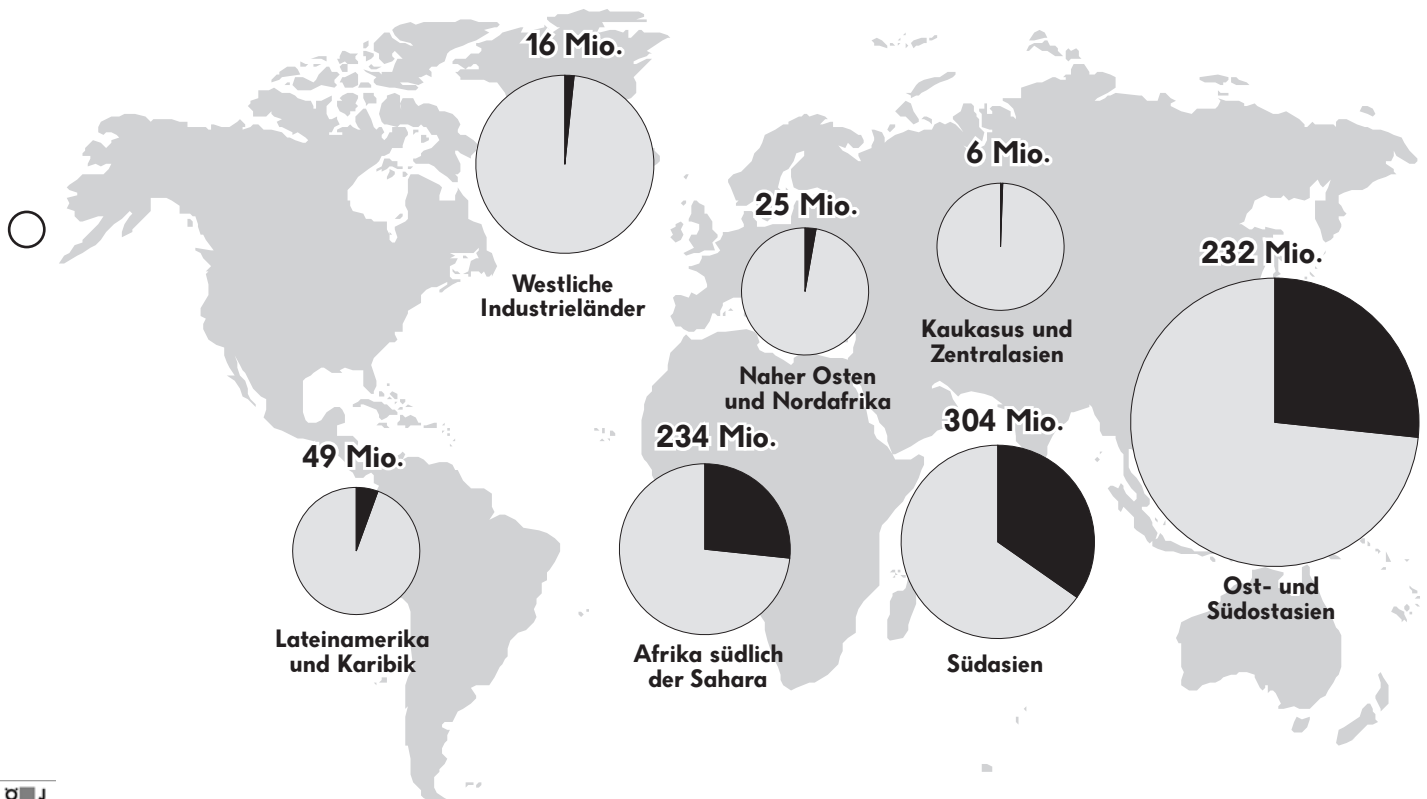 16 Mio.
Westliche
Industrieländer
25 Mio.
Naher Osten
und Nordafrika
6 Mio.
Kaukasus und
Zentralasien
232 Mio.
Ost- und
Südostasien
49 Mio.
Lateinamerika
und Karibik
234 Mio.
Afrika südlich
der Sahara
304 Mio.
Südasien